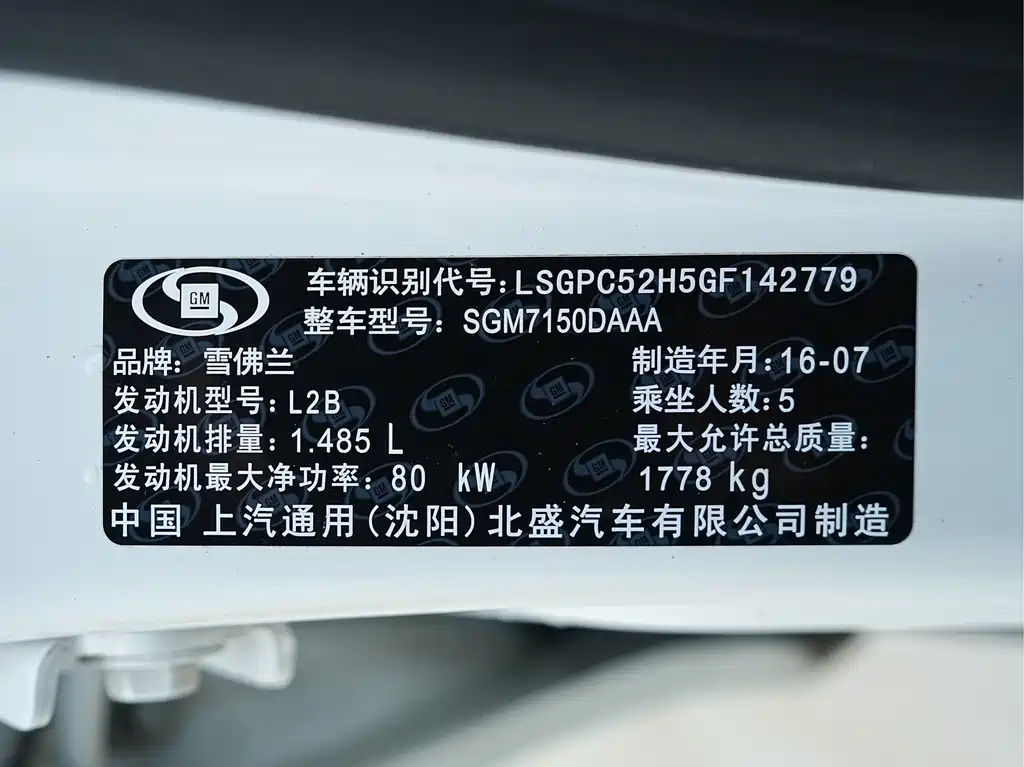 GM
车辆识别代号:LSGPC52H5GF142779
整车型号: SGM7150DAAA
品牌: 雪佛兰
制造年月:16-07
发动机型号: L2B
乘坐人数:5
发动机排量: 1.485 L
最大允许总质量:
发动机最大净功率: 80 kW
1778 kg
中国 上汽通用(沈阳)北盛汽车有限公司制造